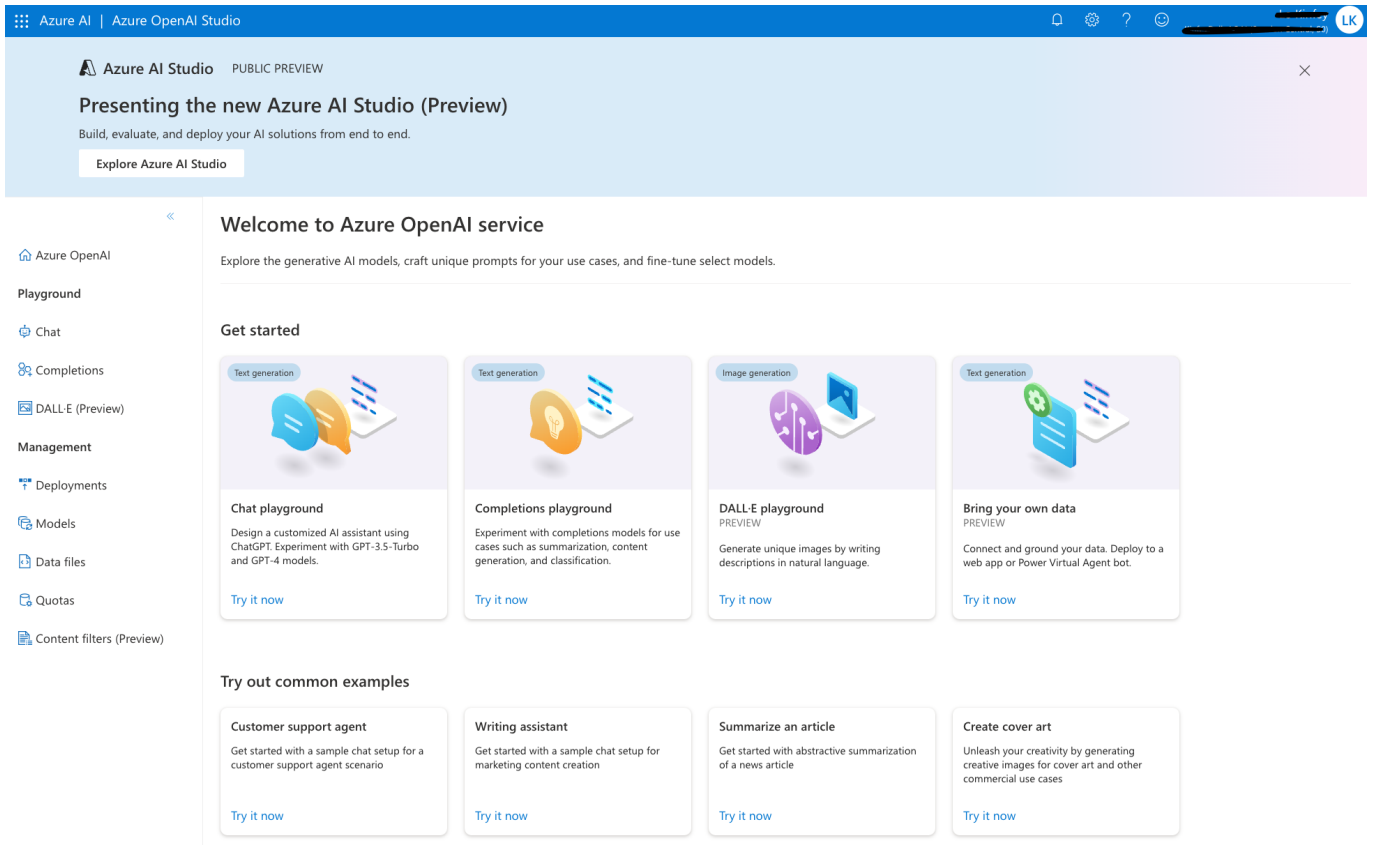 Azure AI | Azure OpenAI Studio
LK
Azure AI Studio PUBLIC PREVIEW
Presenting the new Azure AI Studio (Preview)
Build, evaluate, and deploy your AI solutions from end to end.
Explore Azure AI Studio
«
Azure OpenAI
Playground
Chat
Completions
DALL·E (Preview)
Management
Deployments
Models
Data files
Quotas
Content filters (Preview)
Welcome to Azure OpenAI service
Explore the generative AI models, craft unique prompts for your use cases, and fine-tune select models.
Get started
Text generation
Chat playground
Design a customized AI assistant using
ChatGPT. Experiment with GPT-3.5-Turbo
and GPT-4 models.
Try it now
Text generation
Completions playground
Experiment with completions models for use
cases such as summarization, content
generation, and classification.
Try it now
Image generation
DALL·E playground
PREVIEW
Generate unique images by writing
descriptions in natural language.
Try it now
Text generation
Bring your own data
PREVIEW
Connect and ground your data. Deploy to a
web app or Power Virtual Agent bot.
Try it now
Try out common examples
Customer support agent
Get started with a sample chat setup for a
customer support agent scenario
Try it now
Writing assistant
Get started with a sample chat setup for
marketing content creation
Try it now
Summarize an article
Get started with abstractive summarization
of a news article
Try it now
Create cover art
Unleash your creativity by generating
creative images for cover art and other
commercial use cases
Try it now